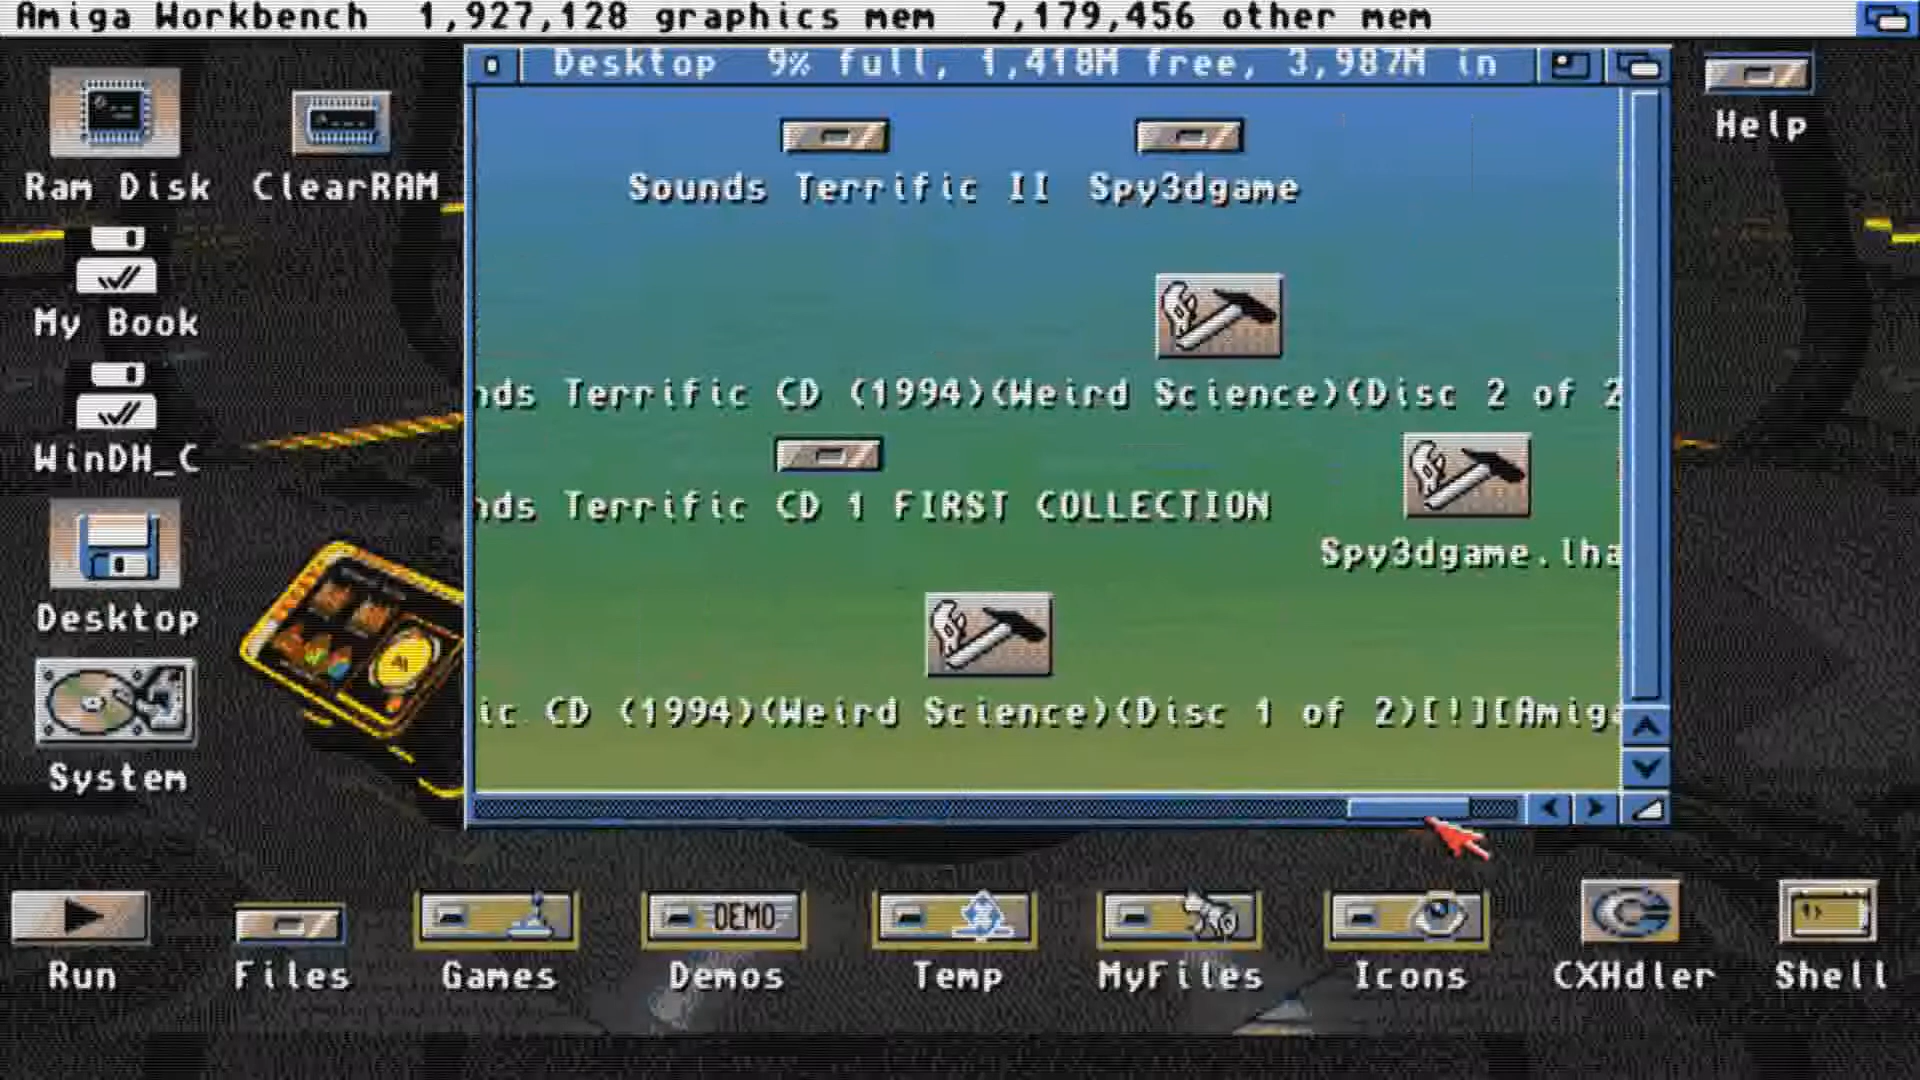 Amiga Workbench 1,927,128 graphics mem 7,179,456 other mem
Desktop 9% full, 1,418M free, 3,987M in
Help
Ram Disk
ClearRAM
Sounds Terrific II
Spy3dgame
My Book
nds Terrific CD (1994)(Weird Science)(Disc 2 of 2
WinDH_C
nds Terrific CD 1 FIRST COLLECTION
Spy3dgame.lha
Desktop
ic CD (1994)(Weird Science)(Disc 1 of 2)[!][Amiga
System
DEMO
Run
Files
Games
Demos
Temp
MyFiles
Icons
CXHdler
Shell